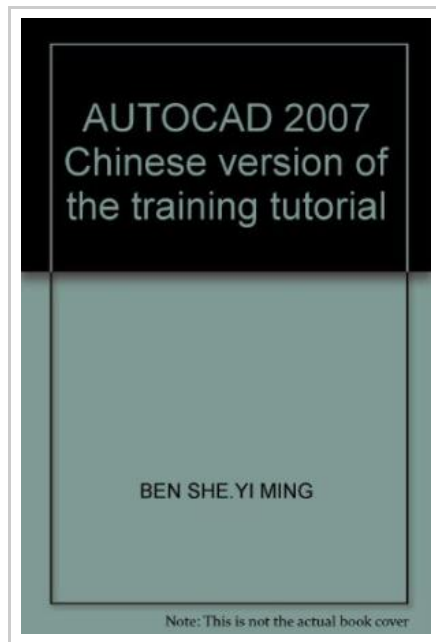 AUTOCAD 2007
Chinese version of
the training tutorial
BEN SHE.YI MING
Note: This is not the actual book cover